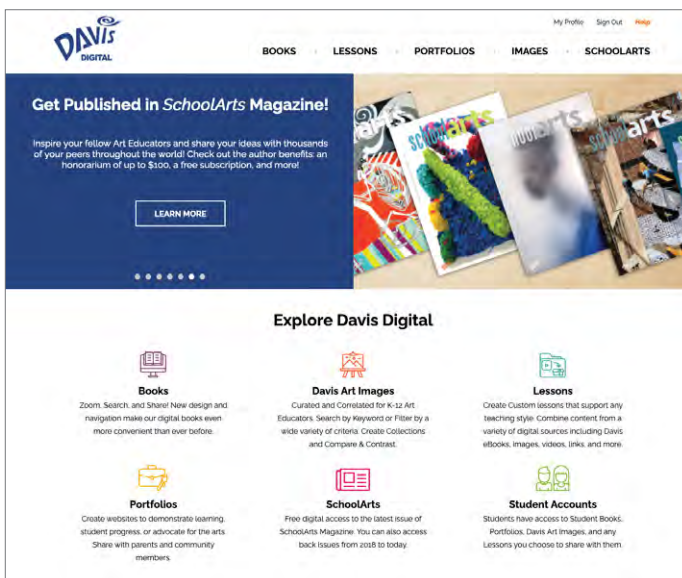 My Profile Sign Out Help
DAVIS
DIGITAL
BOOKS LESSONS PORTFOLIOS IMAGES SCHOOLARTS
Get Published in SchoolArts Magazine!
Inspire your fellow Art Educators and share your ideas with thousands
of your peers throughout the world! Check out the author benefits: an
honorarium of up to $100, a free subscription, and more!
LEARN MORE
arts
schoolarts
schoolarts
schoolarts
Explore Davis Digital
Books
Zoom, Search, and Share! New design and
navigation make our digital books even
more convenient than ever before.
Davis Art Images
Curated and Correlated for K-12 Art
Educators. Search by Keyword or Filter by a
wide variety of criteria. Create Collections
and Compare & Contrast.
Lessons
Create Custom lessons that support any
teaching style. Combine content from a
variety of digital sources including Davis
eBooks, images, videos, links, and more.
Portfolios
Create websites to demonstrate learning,
student progress, or advocate for the arts.
Share with parents and community
members.
SchoolArts
Free digital access to the latest issue of
SchoolArts Magazine. You can also access
back issues from 2018 to today.
Student Accounts
Students have access to Student Books,
Portfolios, Davis Art Images, and any
Lessons you choose to share with them.